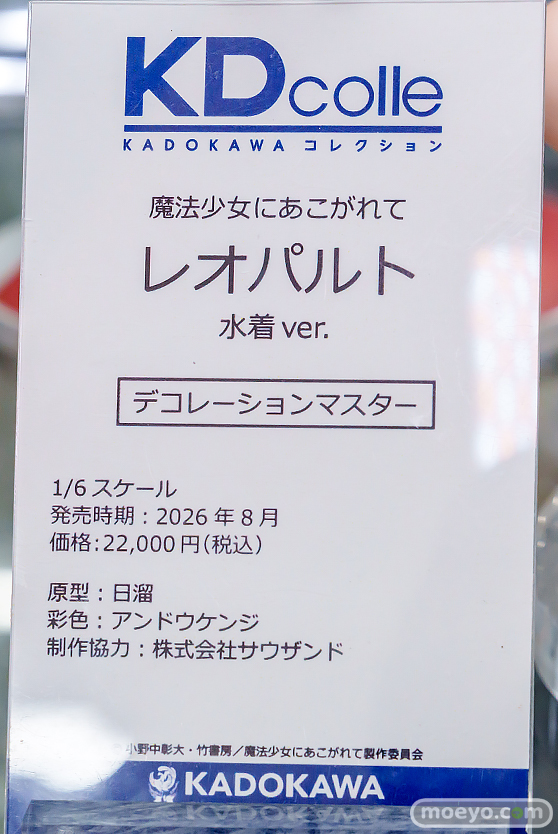 KDcolle
KADOKAWA コレクション
魔法少女にあこがれて
レオパルト
水着 ver.
デコレーションマスター
1/6 スケール
発売時期：2026 年 8 月
価格:22,000 円(税込)
原型：日溜
彩色：アンドウケンジ
制作協力：株式会社サウザンド
小野中彰大・竹書房／魔法少女にあこがれて製作委員会
KADOKAWA
moeyo.com